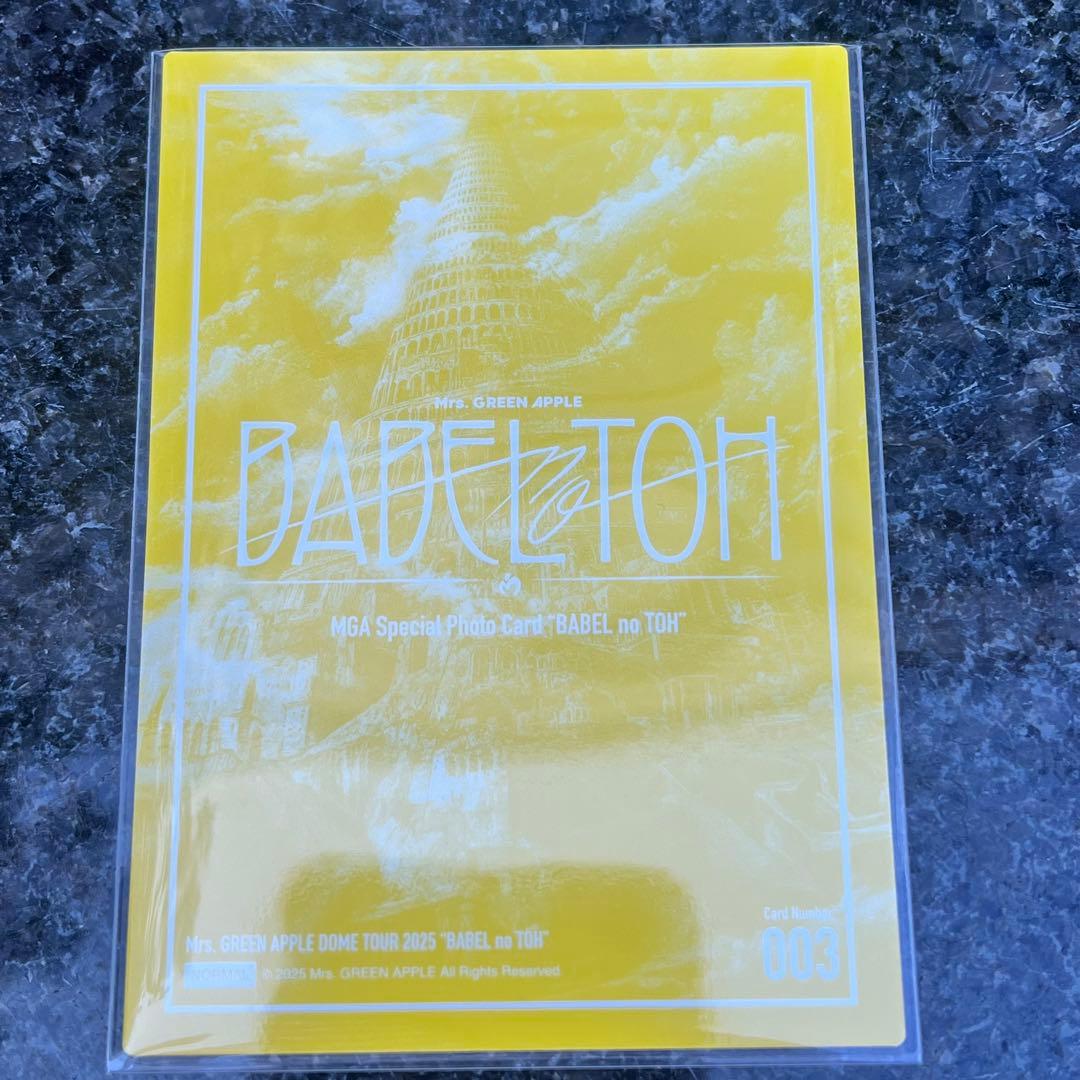 Mrs. GREEN APPLE
BABEL no TOH
MGA Special Photo Card "BABEL no TOH"
Card Number
003
Mrs. GREEN APPLE DOME TOUR 2025 "BABEL no TOH"
NORMAL © 2025 Mrs. GREEN APPLE All Rights Reserved.